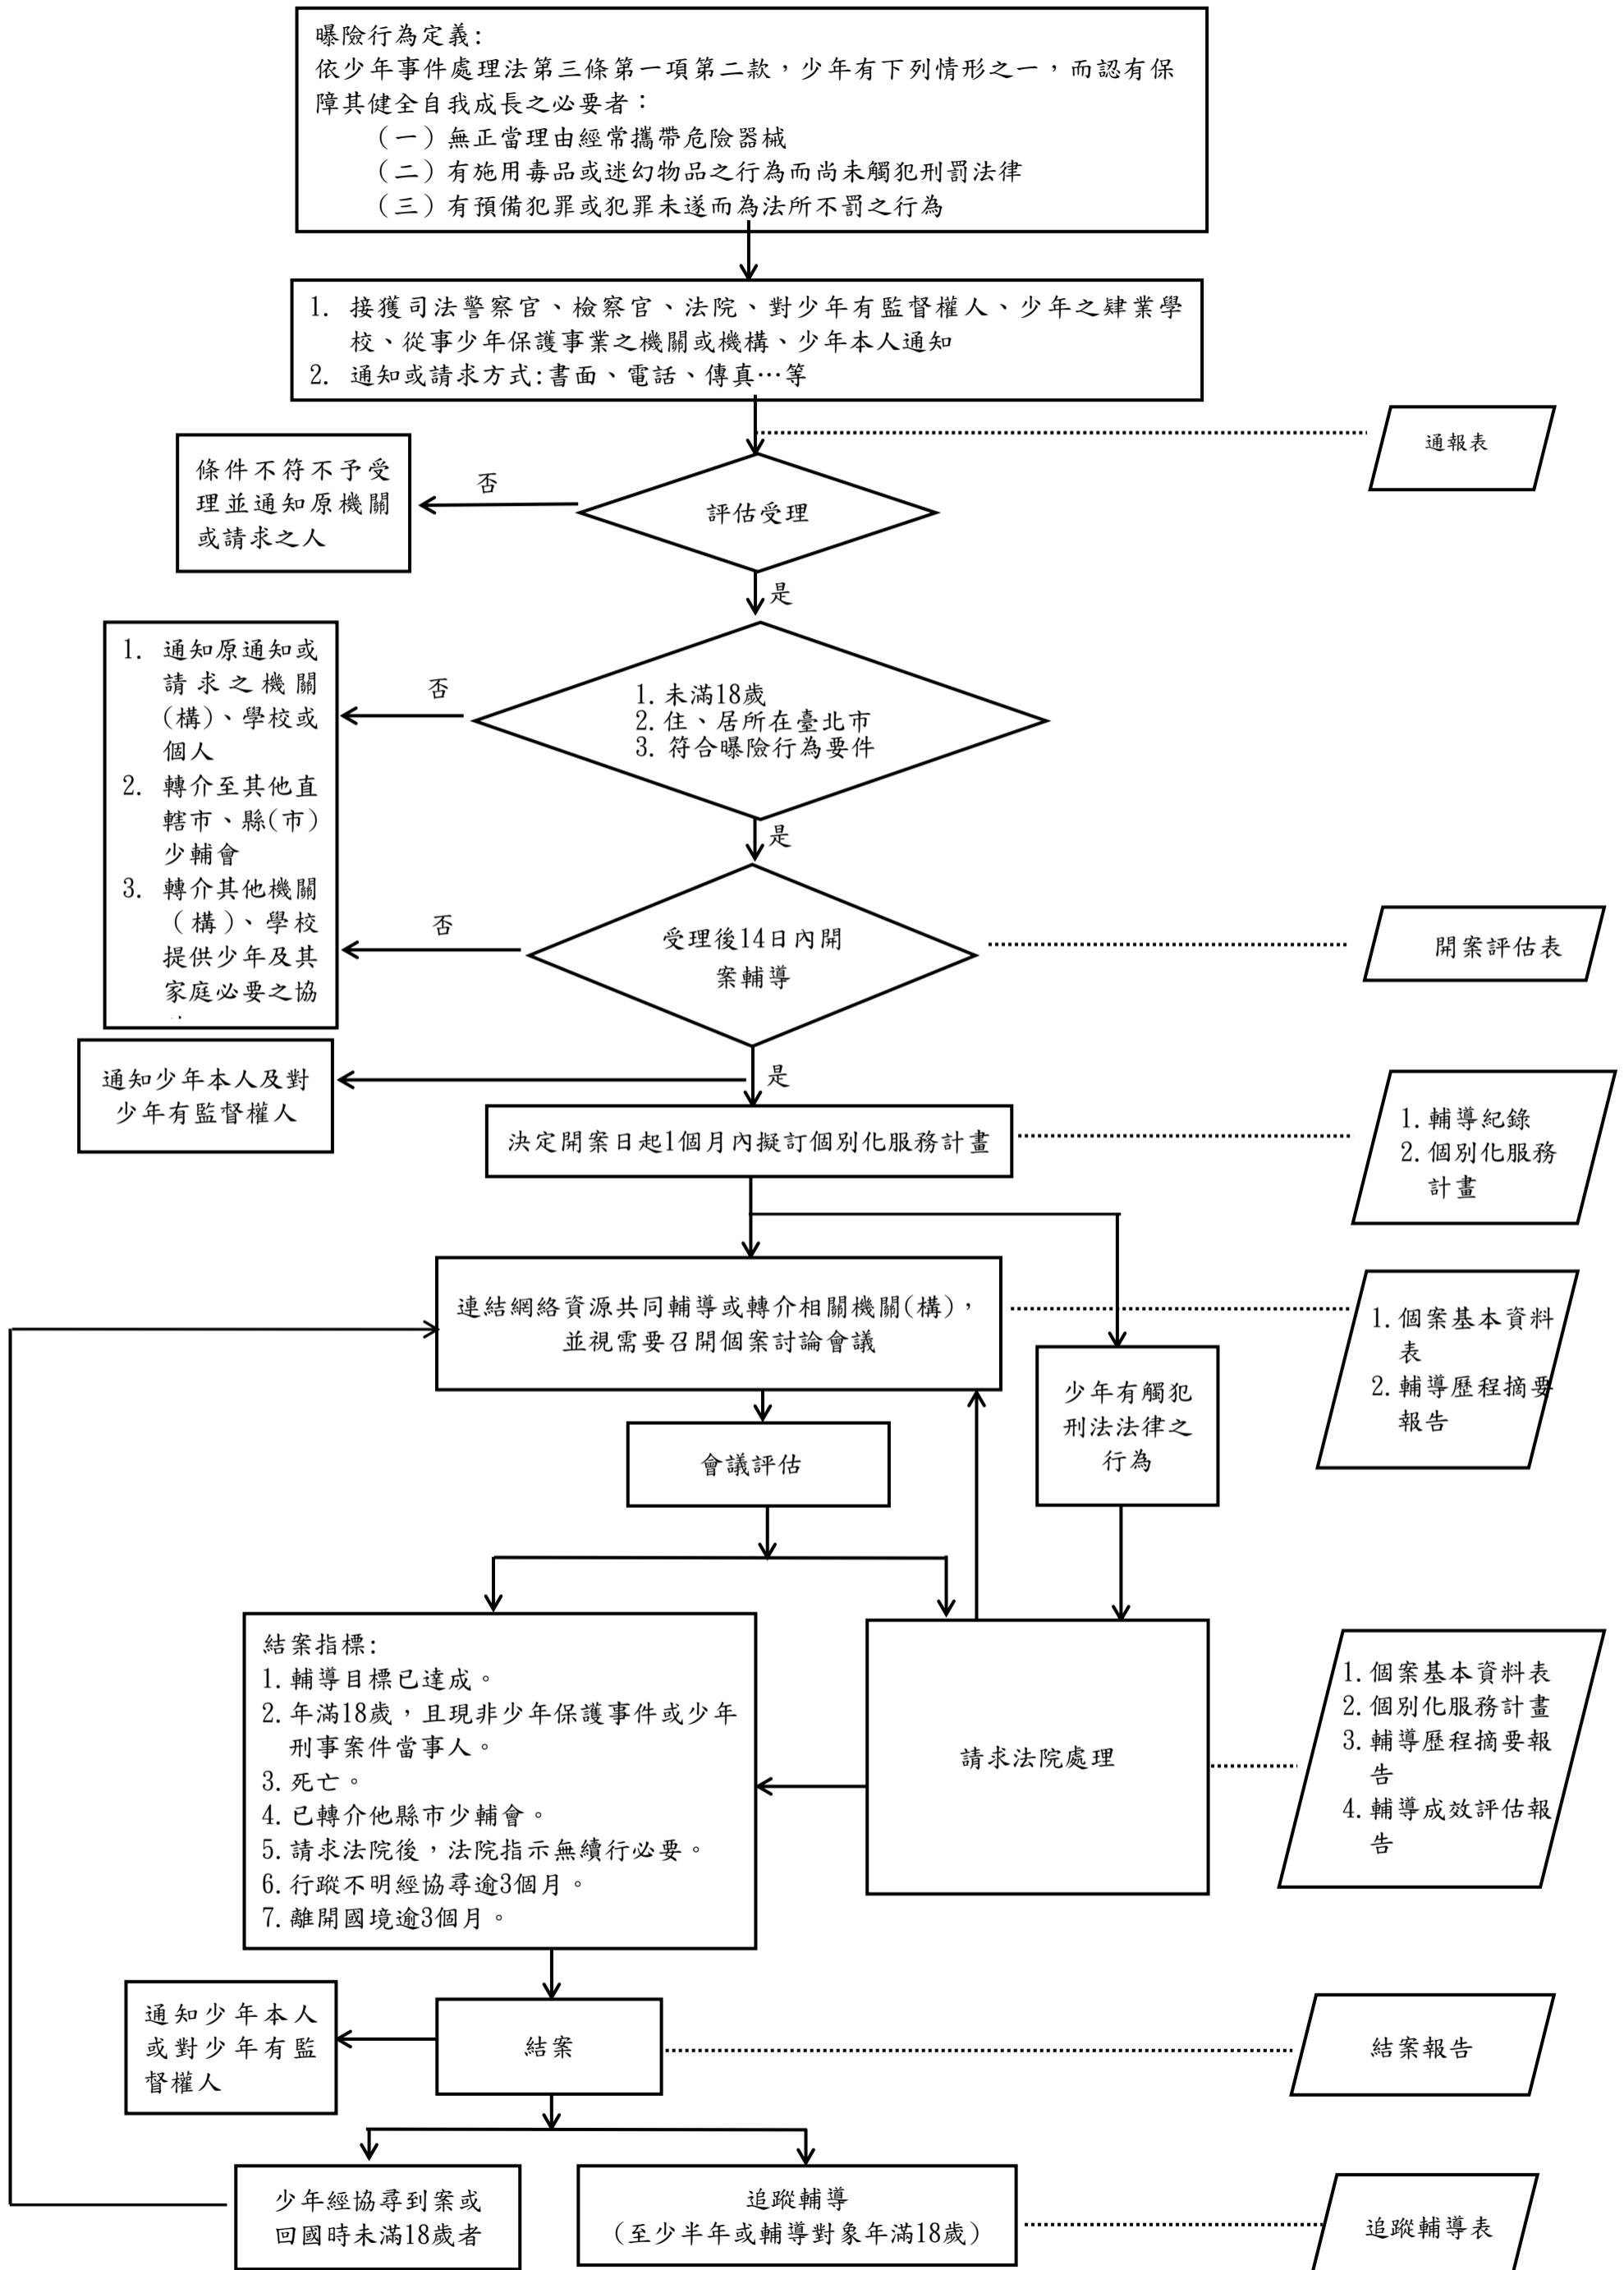 曝險行為定義:
依少年事件處理法第三條第一項第二款，少年有下列情形之一，而認有保
障其健全自我成長之必要者：
（一）無正當理由經常攜帶危險器械
（二）有施用毒品或迷幻物品之行為而尚未觸犯刑罰法律
（三）有預備犯罪或犯罪未遂而為法所不罰之行為
1. 接獲司法警察官、檢察官、法院、對少年有監督權人、少年之肄業學
校、從事少年保護事業之機關或機構、少年本人通知
2. 通知或請求方式:書面、電話、傳真…等
通報表
條件不符不予受
理並通知原機關
或請求之人
否
評估受理
是
1. 通知原通知或
請求之機關
(構)、學校或
個人
2. 轉介至其他直
轄市、縣(市)
少輔會
3. 轉介其他機關
(構)、學校
提供少年及其
家庭必要之協
否
1.未滿18歲
2.住、居所在臺北市
3.符合曝險行為要件
是
否
受理後14日內開
案輔導
開案評估表
通知少年本人及對
少年有監督權人
是
決定開案日起1個月內擬訂個別化服務計畫
1.輔導紀錄
2.個別化服務
計畫
連結網絡資源共同輔導或轉介相關機關(構)，
並視需要召開個案討論會議
1.個案基本資料
表
2.輔導歷程摘要
報告
少年有觸犯
刑法法律之
行為
會議評估
結案指標:
1.輔導目標已達成。
2.年滿18歲，且現非少年保護事件或少年
刑事案件當事人。
3.死亡。
4.已轉介他縣市少輔會。
5.請求法院後，法院指示無續行必要。
6.行蹤不明經協尋逾3個月。
7.離開國境逾3個月。
請求法院處理
1.個案基本資料表
2.個別化服務計畫
3.輔導歷程摘要報
告
4.輔導成效評估報
告
通知少年本人
或對少年有監
督權人
結案
結案報告
少年經協尋到案或
回國時未滿18歲者
追蹤輔導
（至少半年或輔導對象年滿18歲）
追蹤輔導表